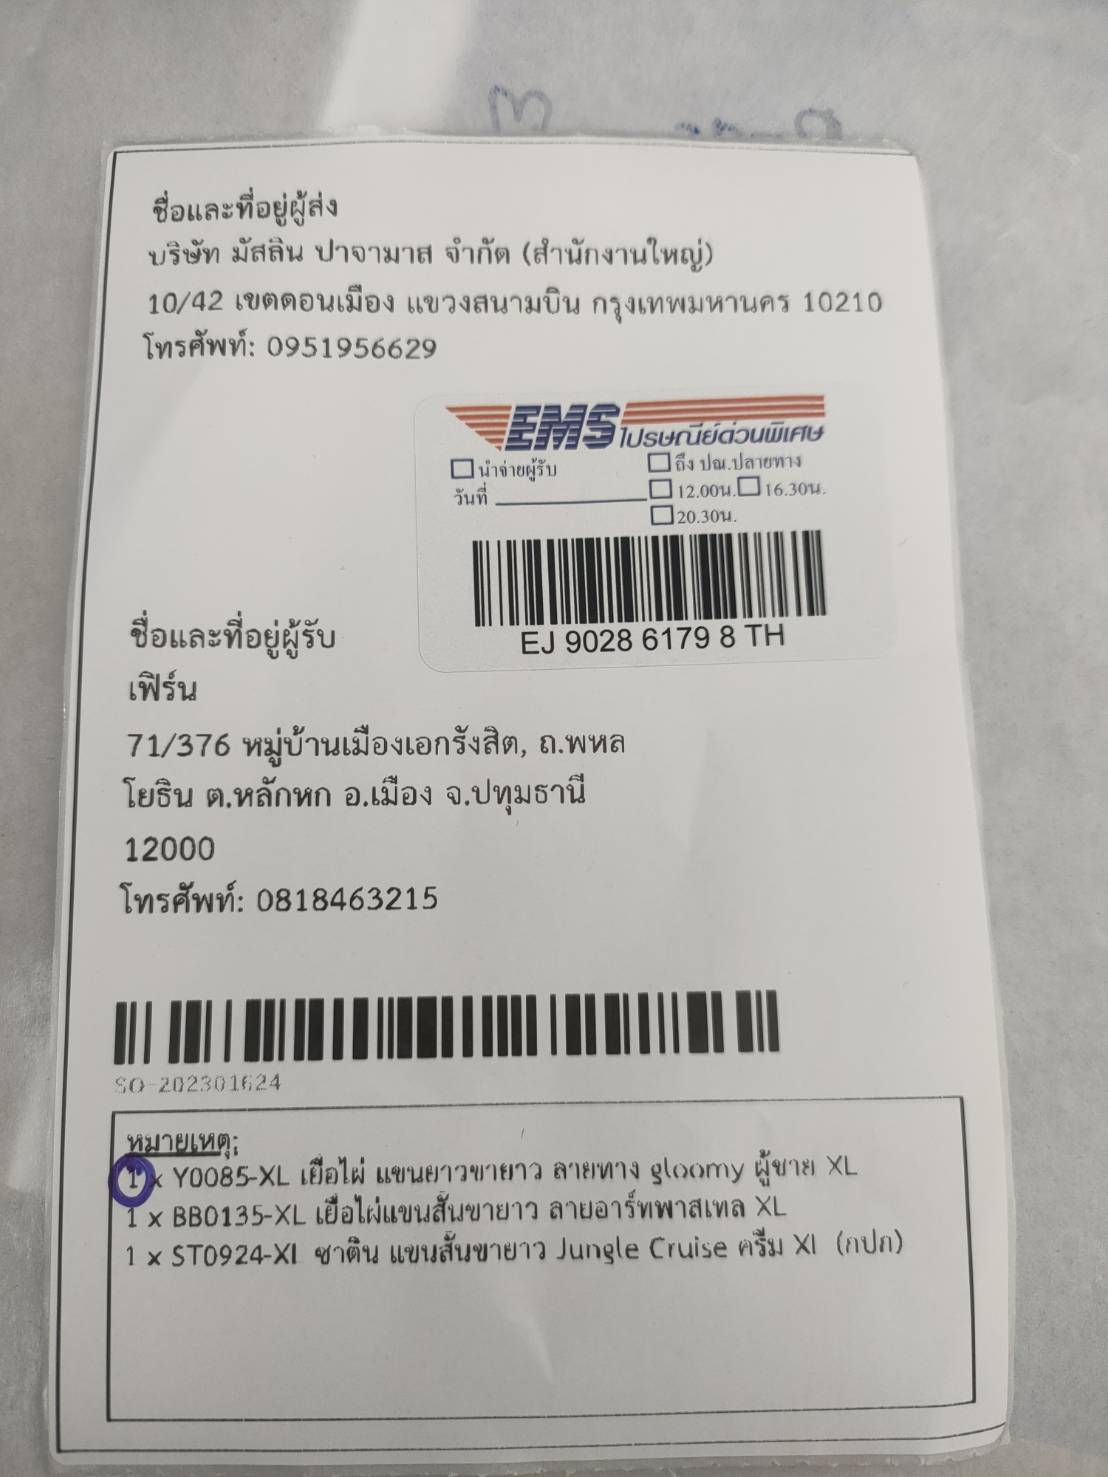 ชื่อและที่อยู่ผู้ส่ง
บริษัท มัสลิน ปาจามาส จำกัด (สำนักงานใหญ่)
10/42 เขตดอนเมือง แขวงสนามบิน กรุงเทพมหานคร 10210
โทรศัพท์: 0951956629
EMS ไปรษณีย์ด่วนพิเศษ
นำจ่ายผู้รับ ถึง ปณ.ปลายทาง
วันที่ 12.00น. 16.30น.
20.30น.
EJ 9028 6179 8 TH
ชื่อและที่อยู่ผู้รับ
เฟิร์น
71/376 หมู่บ้านเมืองเอกรังสิต, ถ.พหล
โยธิน ต.หลักหก อ.เมือง จ.ปทุมธานี
12000
โทรศัพท์: 0818463215
SO-202301624
หมายเหตุ:
1 x Y0085-XL เยื่อไผ่ แขนยาวขายาว ลายทาง gloomy ผู้ชาย XL
1 x BB0135-XL เยื่อไผ่แขนสั้นขายาว ลายอาร์ทพาสเทล XL
1 x ST0924-XL ซาติน แขนสั้นขายาว Jungle Cruise ครีม XL (กปก)